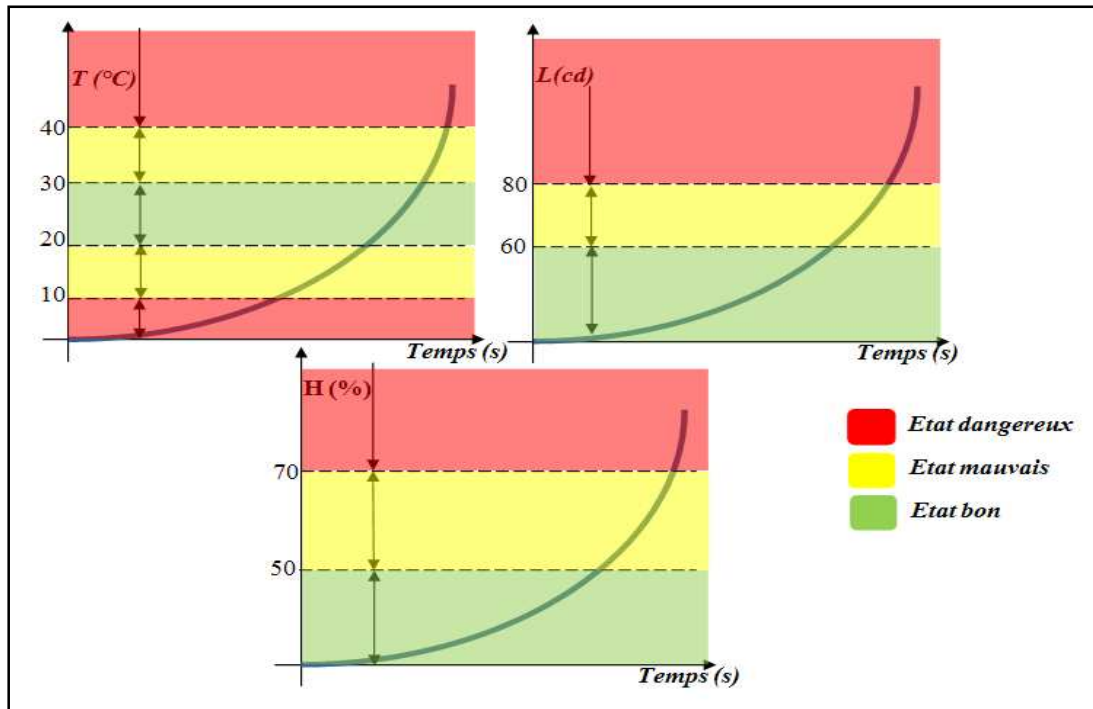 T (°C)
40
30
20
10
Temps (s)
L(cd)
80
60
Temps (s)
H (%)
70
50
Temps (s)
Etat dangereux
Etat mauvais
Etat bon